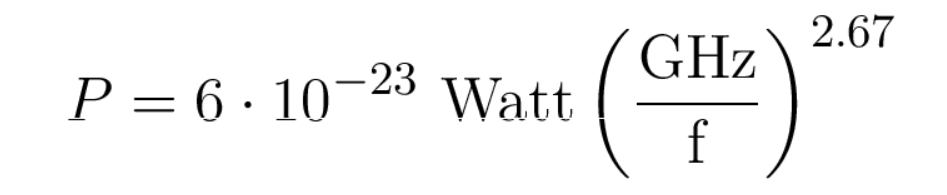 P = 6 · 10^{-23} Watt (GHz/f)^{2.67}